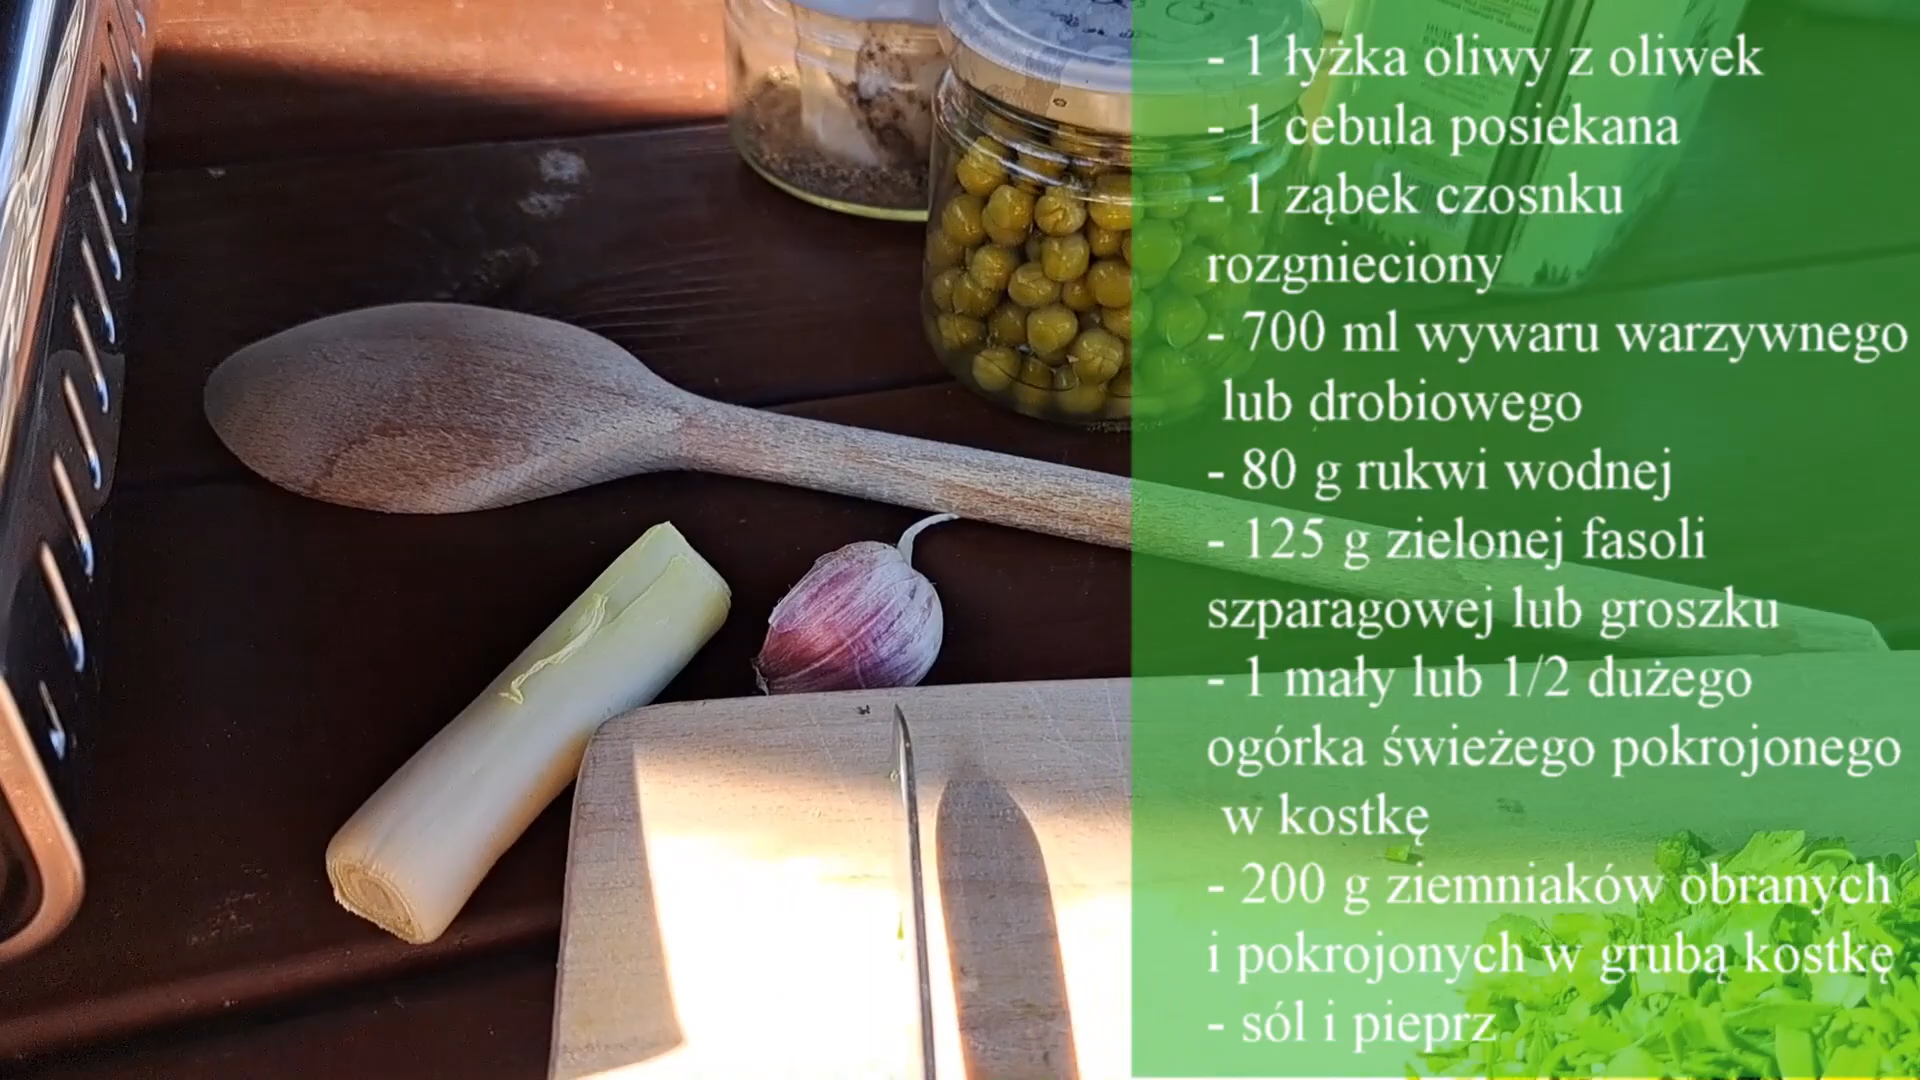 - 1 łyżka oliwy z oliwek
- 1 cebula posiekana
- 1 ząbek czosnku
rozgnieciony
- 700 ml wywaru warzywnego
lub drobiowego
- 80 g rukwi wodnej
- 125 g zielonej fasoli
szparagowej lub groszku
- 1 mały lub 1/2 dużego
ogórka świeżego pokrojonego
w kostkę
- 200 g ziemniaków obranych
i pokrojonych w grubą kostkę
- sól i pieprz